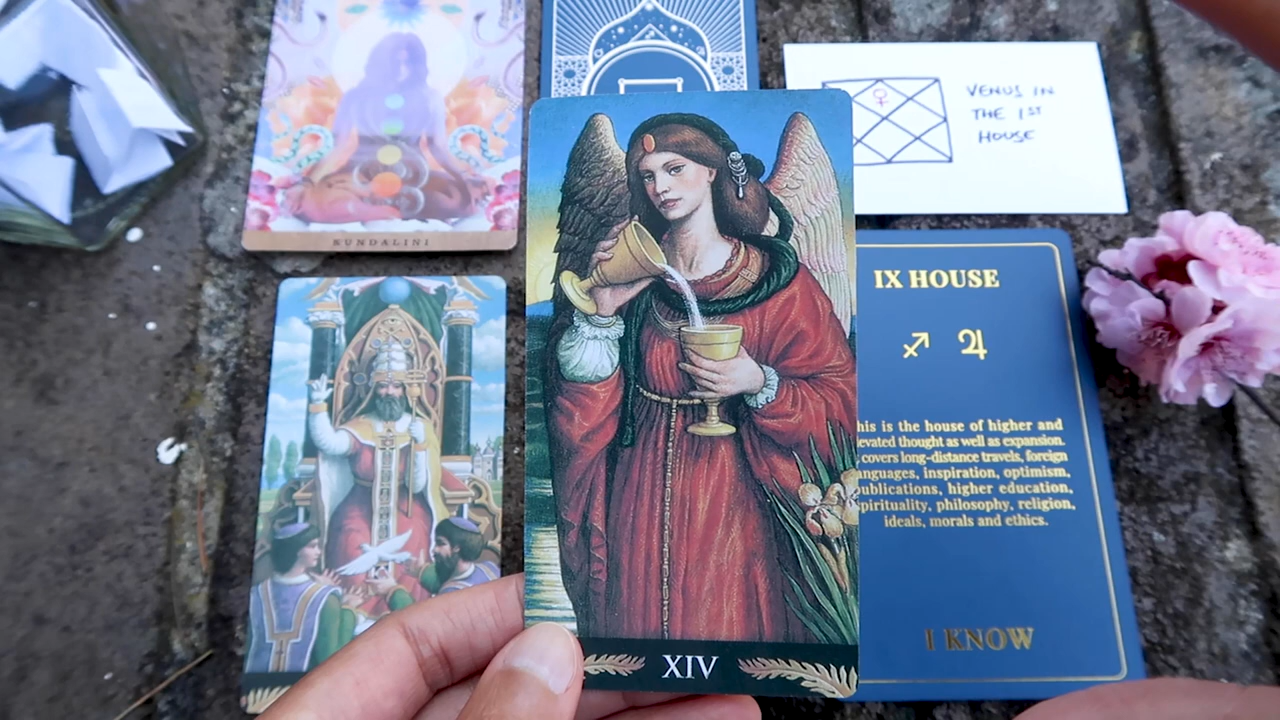 KUNDALINI
VENUS IN
THE 1ST
HOUSE
IX HOUSE
his is the house of higher and
levated thought as well as expansion.
covers long-distance travels, foreign
anguages, inspiration, optimism,
publications, higher education,
pirituality, philosophy, religion,
ideals, morals and ethics.
I KNOW
XIV